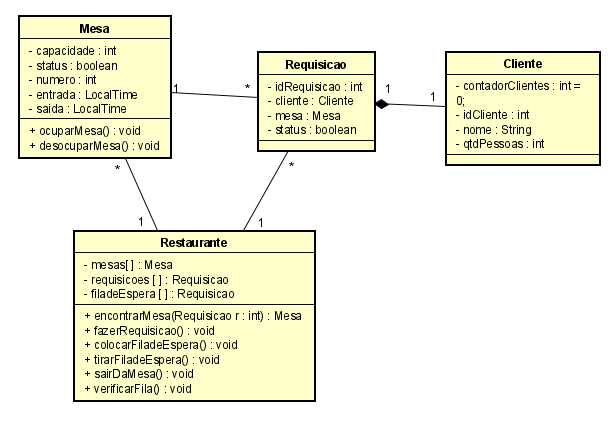 Mesa
- capacidade : int
- status : boolean
- numero : int
- entrada : LocalTime
- saida : LocalTime
+ ocuparMesa() : void
+ desocuparMesa() : void
1
*
Requisicao
- idRequisicao : int
- cliente : Cliente
- mesa : Mesa
- status : boolean
1
1
Cliente
- contadorClientes : int =
0;
- idCliente : int
- nome : String
- qtdPessoas : int
*
*
1
1
Restaurante
- mesas[ ] : Mesa
- requisicoes [ ] : Requisicao
- filadeEspera [ ] : Requisicao
+ encontrarMesa(Requisicao r : int) : Mesa
+ fazerRequisicao() : void
+ colocarFiladeEspera() : void
+ tirarFiladeEspera() : void
+ sairDaMesa() : void
+ verificarFila() : void